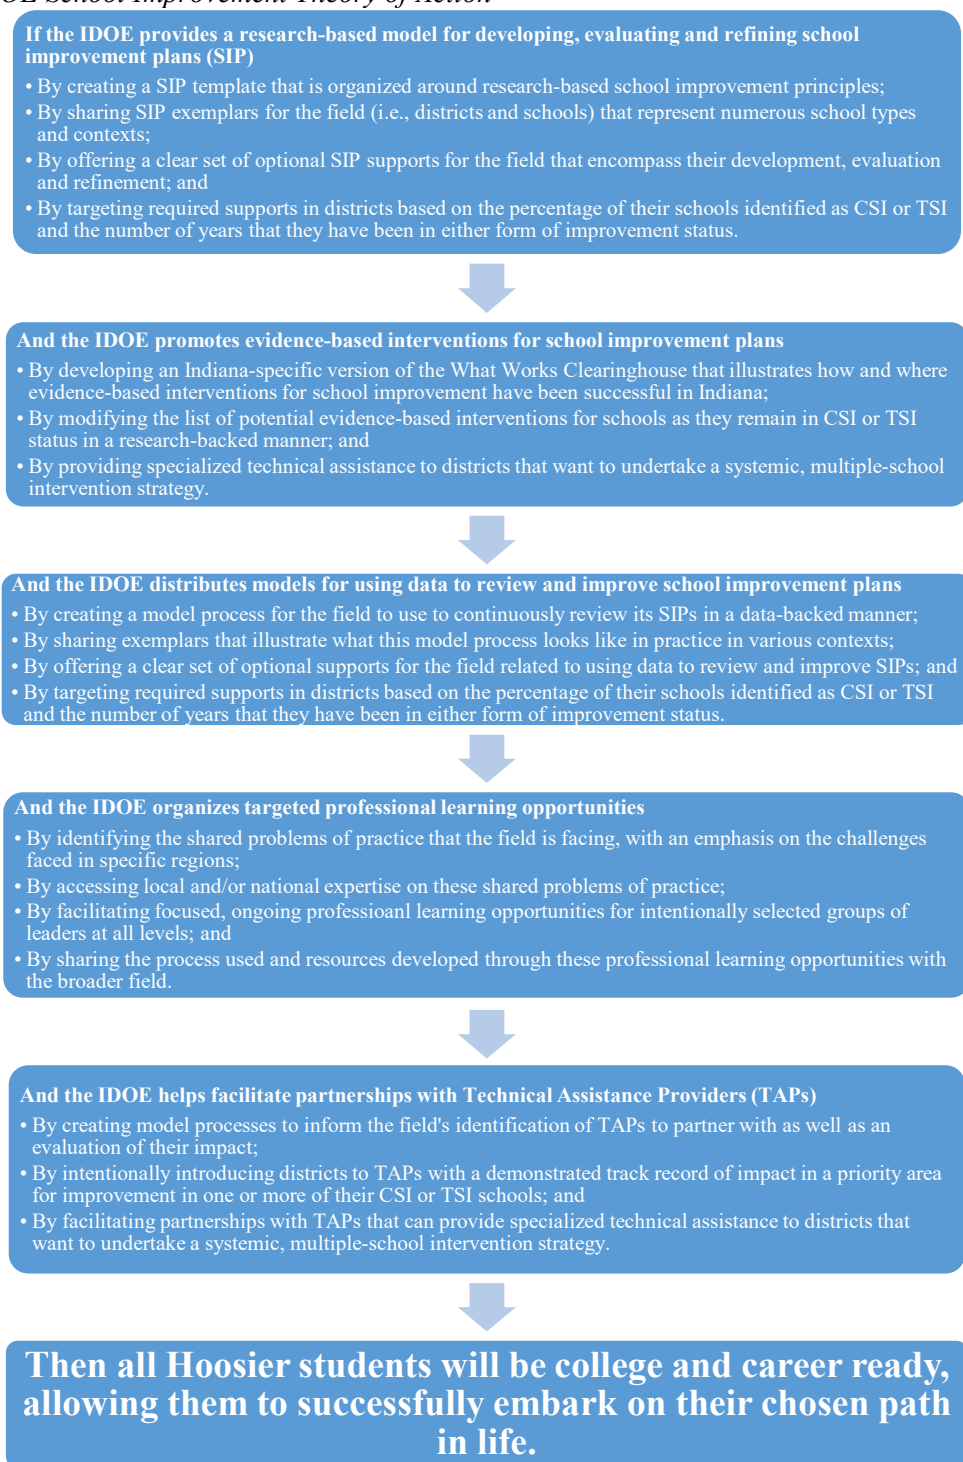 OE School Improvement Theory of Action
If the IDOE provides a research-based model for developing, evaluating and refining school
improvement plans (SIP)
• By creating a SIP template that is organized around research-based school improvement principles;
• By sharing SIP exemplars for the field (i.e., districts and schools) that represent numerous school types
and contexts;
• By offering a clear set of optional SIP supports for the field that encompass their development, evaluation
and refinement; and
• By targeting required supports in districts based on the percentage of their schools identified as CSI or TSI
and the number of years that they have been in either form of improvement status.
And the IDOE promotes evidence-based interventions for school improvement plans
• By developing an Indiana-specific version of the What Works Clearinghouse that illustrates how and where
evidence-based interventions for school improvement have been successful in Indiana;
• By modifying the list of potential evidence-based interventions for schools as they remain in CSI or TSI
status in a research-backed manner; and
• By providing specialized technical assistance to districts that want to undertake a systemic, multiple-school
intervention strategy.
And the IDOE distributes models for using data to review and improve school improvement plans
• By creating a model process for the field to use to continuously review its SIPs in a data-backed manner;
• By sharing exemplars that illustrate what this model process looks like in practice in various contexts;
• By offering a clear set of optional supports for the field related to using data to review and improve SIPs; and
• By targeting required supports in districts based on the percentage of their schools identified as CSI or TSI
and the number of years that they have been in either form of improvement status.
And the IDOE organizes targeted professional learning opportunities
• By identifying the shared problems of practice that the field is facing, with an emphasis on the challenges
faced in specific regions;
• By accessing local and/or national expertise on these shared problems of practice;
• By facilitating focused, ongoing professioanl learning opportunities for intentionally selected groups of
leaders at all levels; and
• By sharing the process used and resources developed through these professional learning opportunities with
the broader field.
And the IDOE helps facilitate partnerships with Technical Assistance Providers (TAPs)
• By creating model processes to inform the field's identification of TAPs to partner with as well as an
evaluation of their impact;
• By intentionally introducing districts to TAPs with a demonstrated track record of impact in a priority area
for improvement in one or more of their CSI or TSI schools; and
• By facilitating partnerships with TAPs that can provide specialized technical assistance to districts that
want to undertake a systemic, multiple-school intervention strategy.
Then all Hoosier students will be college and career ready,
allowing them to successfully embark on their chosen path
in life.